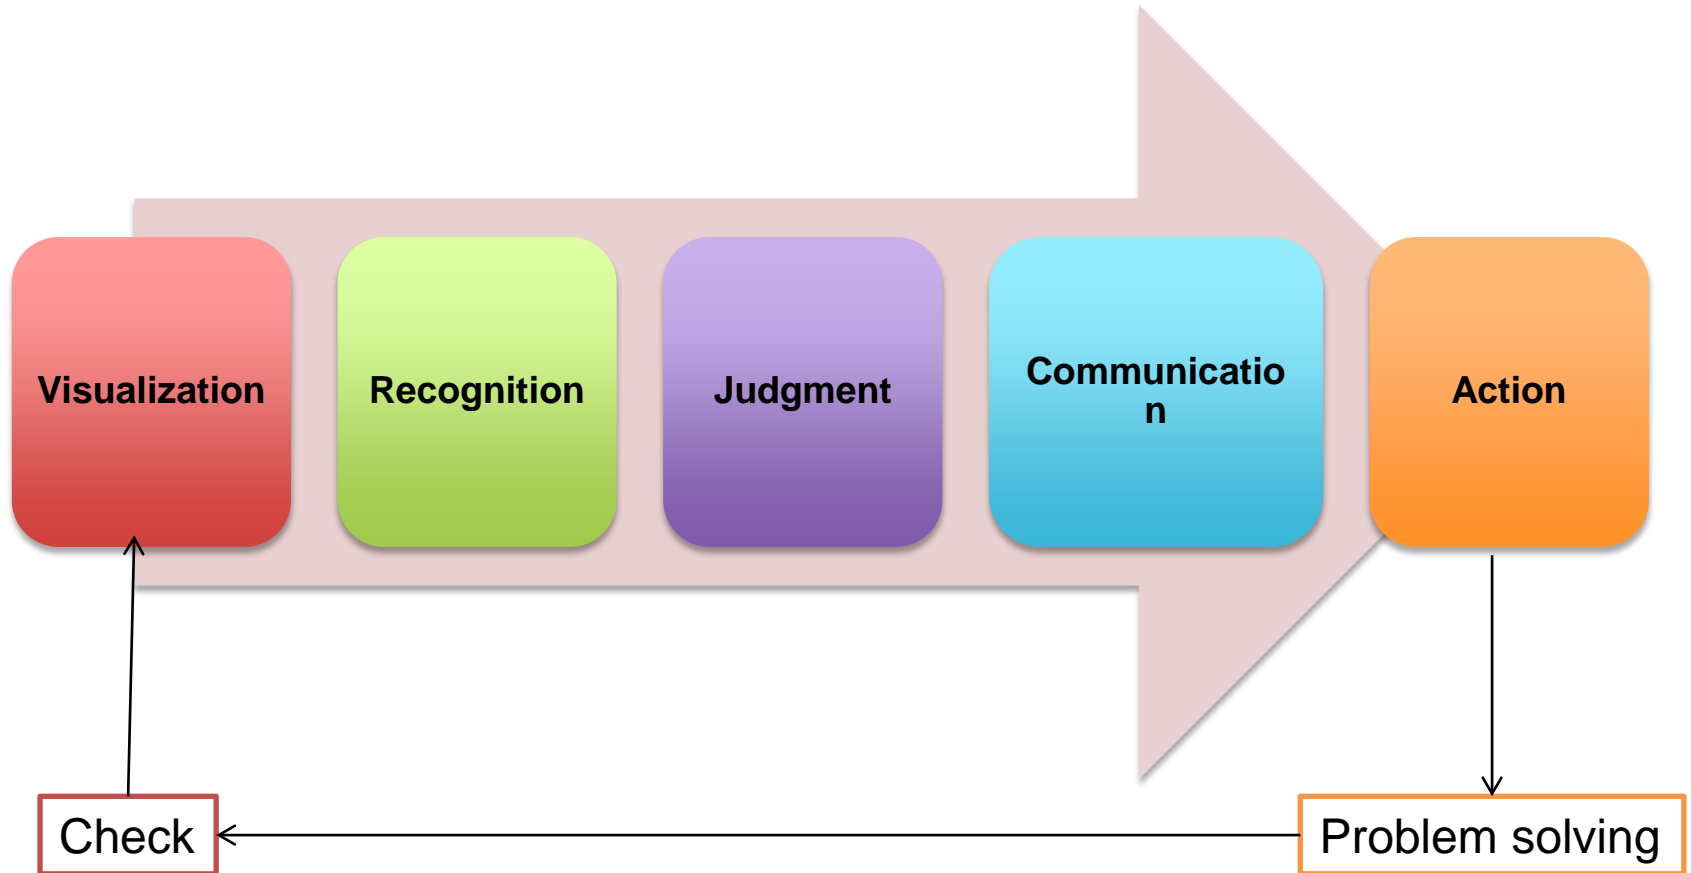 Visualization
Recognition
Judgment
Communicatio
n
Action
Check
Problem solving